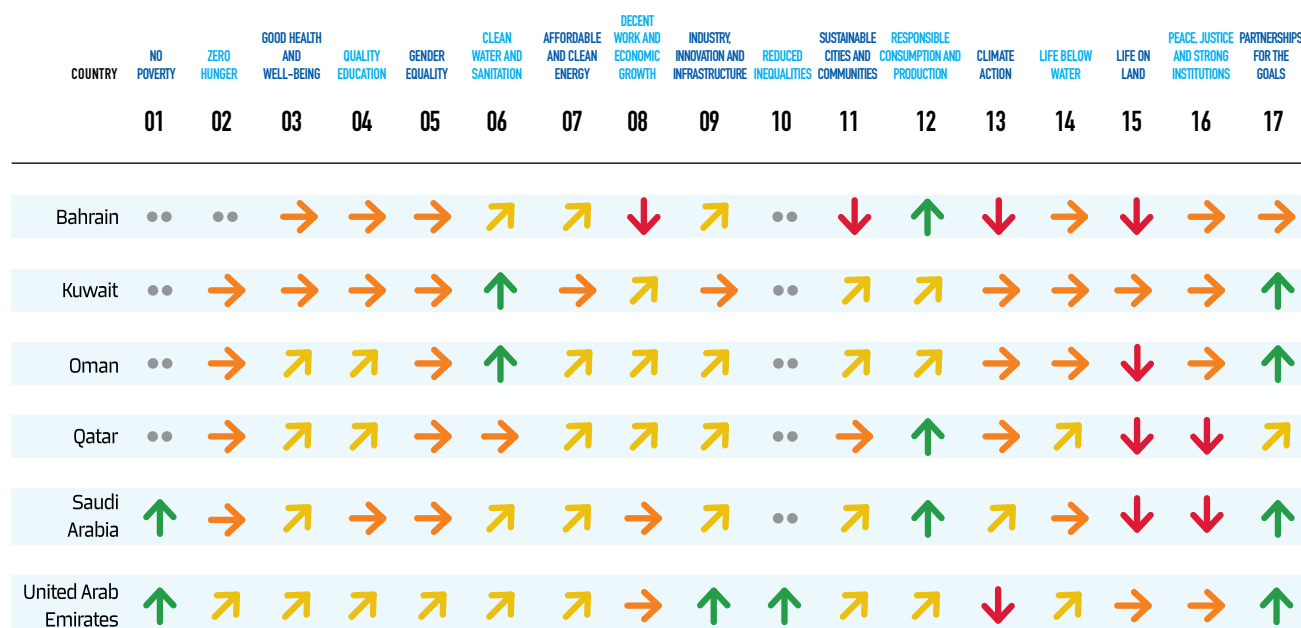 COUNTRY
NO
POVERTY
ZERO
HUNGER
GOOD HEALTH
AND
WELL-BEING
QUALITY
EDUCATION
GENDER
EQUALITY
CLEAN
WATER AND
SANITATION
AFFORDABLE
AND CLEAN
ENERGY
DECENT
WORK AND
ECONOMIC
GROWTH
INDUSTRY,
INNOVATION AND
INFRASTRUCTURE
REDUCED
INEQUALITIES
SUSTAINABLE
CITIES AND
COMMUNITIES
RESPONSIBLE
CONSUMPTION AND
PRODUCTION
CLIMATE
ACTION
LIFE BELOW
WATER
LIFE ON
LAND
PEACE, JUSTICE
AND STRONG
INSTITUTIONS
PARTNERSHIPS
FOR THE
GOALS
01 02 03 04 05 06 07 08 09 10 11 12 13 14 15 16 17
Bahrain
Kuwait
Oman
Qatar
Saudi
Arabia
United Arab
Emirates